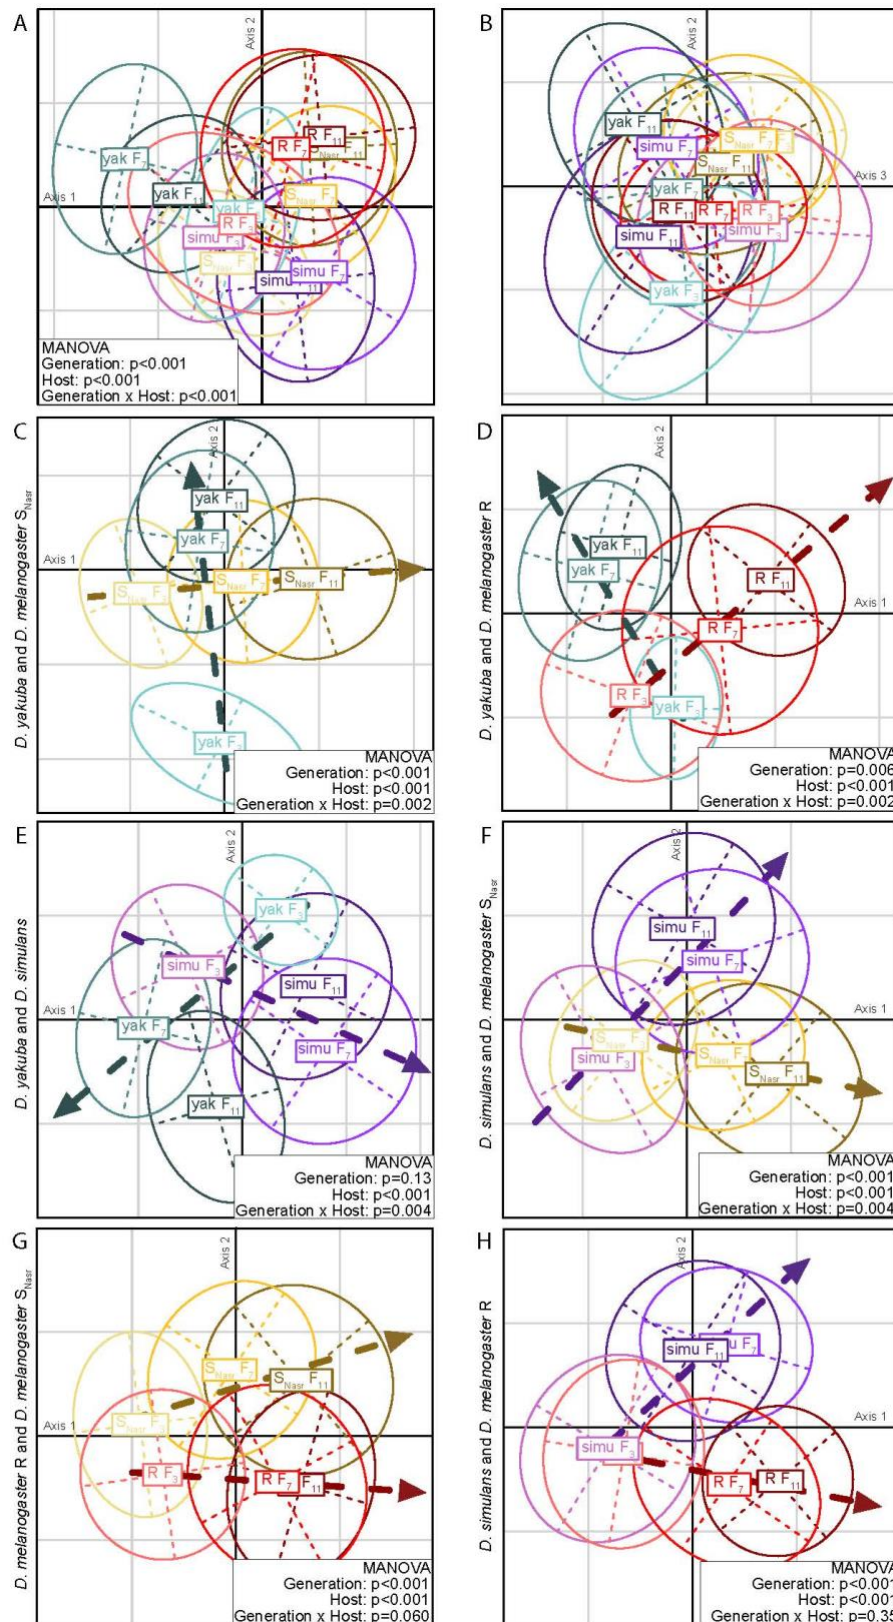 A
Axis 2
yak F7
R F7
R F11
SNasr F11
SNasr F7
yak F11
yak F3
R F3
simu F3
SNasr F3
simu F7
simu F11
Axis 1
MANOVA
Generation: p<0.001
Host: p<0.001
Generation x Host: p<0.001
B
Axis 2
yak F11
simu F7
SNasr F7
F3
SNasr F11
Axis 3
yak F7
R F11
R F7
R F3
simu F11
simu F3
yak F3
C
D. yakuba and D. melanogaster SNasr
Axis 2
yak F11
yak F7
Axis 1
SNasr F3
SNasr F7
SNasr F11
yak F3
MANOVA
Generation: p<0.001
Host: p<0.001
Generation x Host: p=0.002
D
D. yakuba and D. melanogaster R
Axis 2
yak F11
yak F7
R F11
Axis 1
R F7
R F3
yak F3
MANOVA
Generation: p=0.006
Host: p<0.001
Generation x Host: p=0.002
E
D. yakuba and D. simulans
Axis 2
yak F3
simu F3
simu F11
Axis 1
yak F7
simu F7
yak F11
MANOVA
Generation: p=0.13
Host: p<0.001
Generation x Host: p=0.004
F
D. simulans and D. melanogaster SNasr
Axis 2
simu F11
simu F7
Axis 1
SNasr F3
simu F3
SNasr F7
SNasr F11
MANOVA
Generation: p<0.001
Host: p<0.001
Generation x Host: p=0.004
G
D. melanogaster R and D. melanogaster SNasr
Axis 2
SNasr F7
SNasr F11
SNasr F3
Axis 1
R F3
R F7
F11
MANOVA
Generation: p<0.001
Host: p<0.001
Generation x Host: p=0.060
H
D. simulans and D. melanogaster R
Axis 2
simu F11
F7
Axis 1
simu F3
R F7
R F11
MANOVA
Generation: p<0.001
Host: p<0.001
Generation x Host: p=0.33